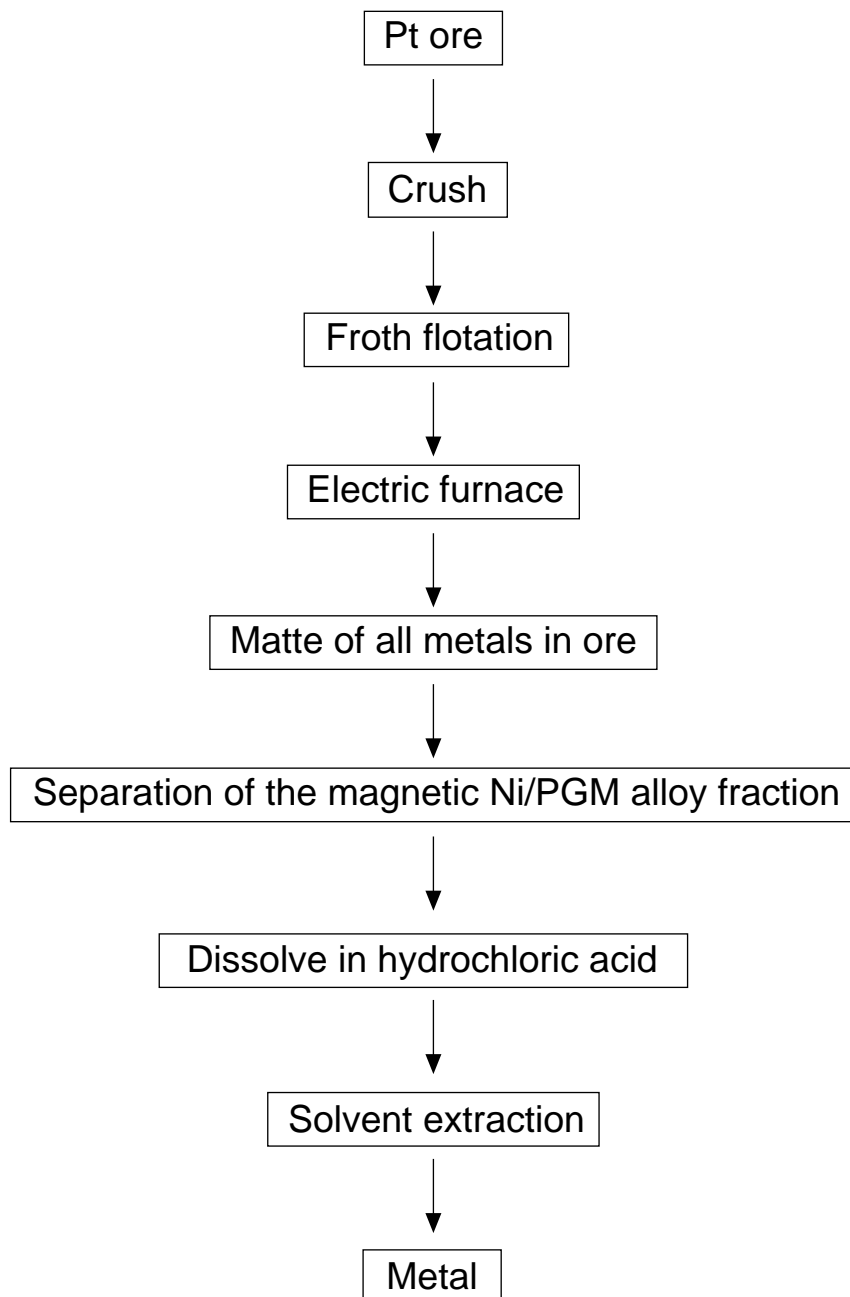 Pt ore
Crush
Froth flotation
Electric furnace
Matte of all metals in ore
Separation of the magnetic Ni/PGM alloy fraction
Dissolve in hydrochloric acid
Solvent extraction
Metal